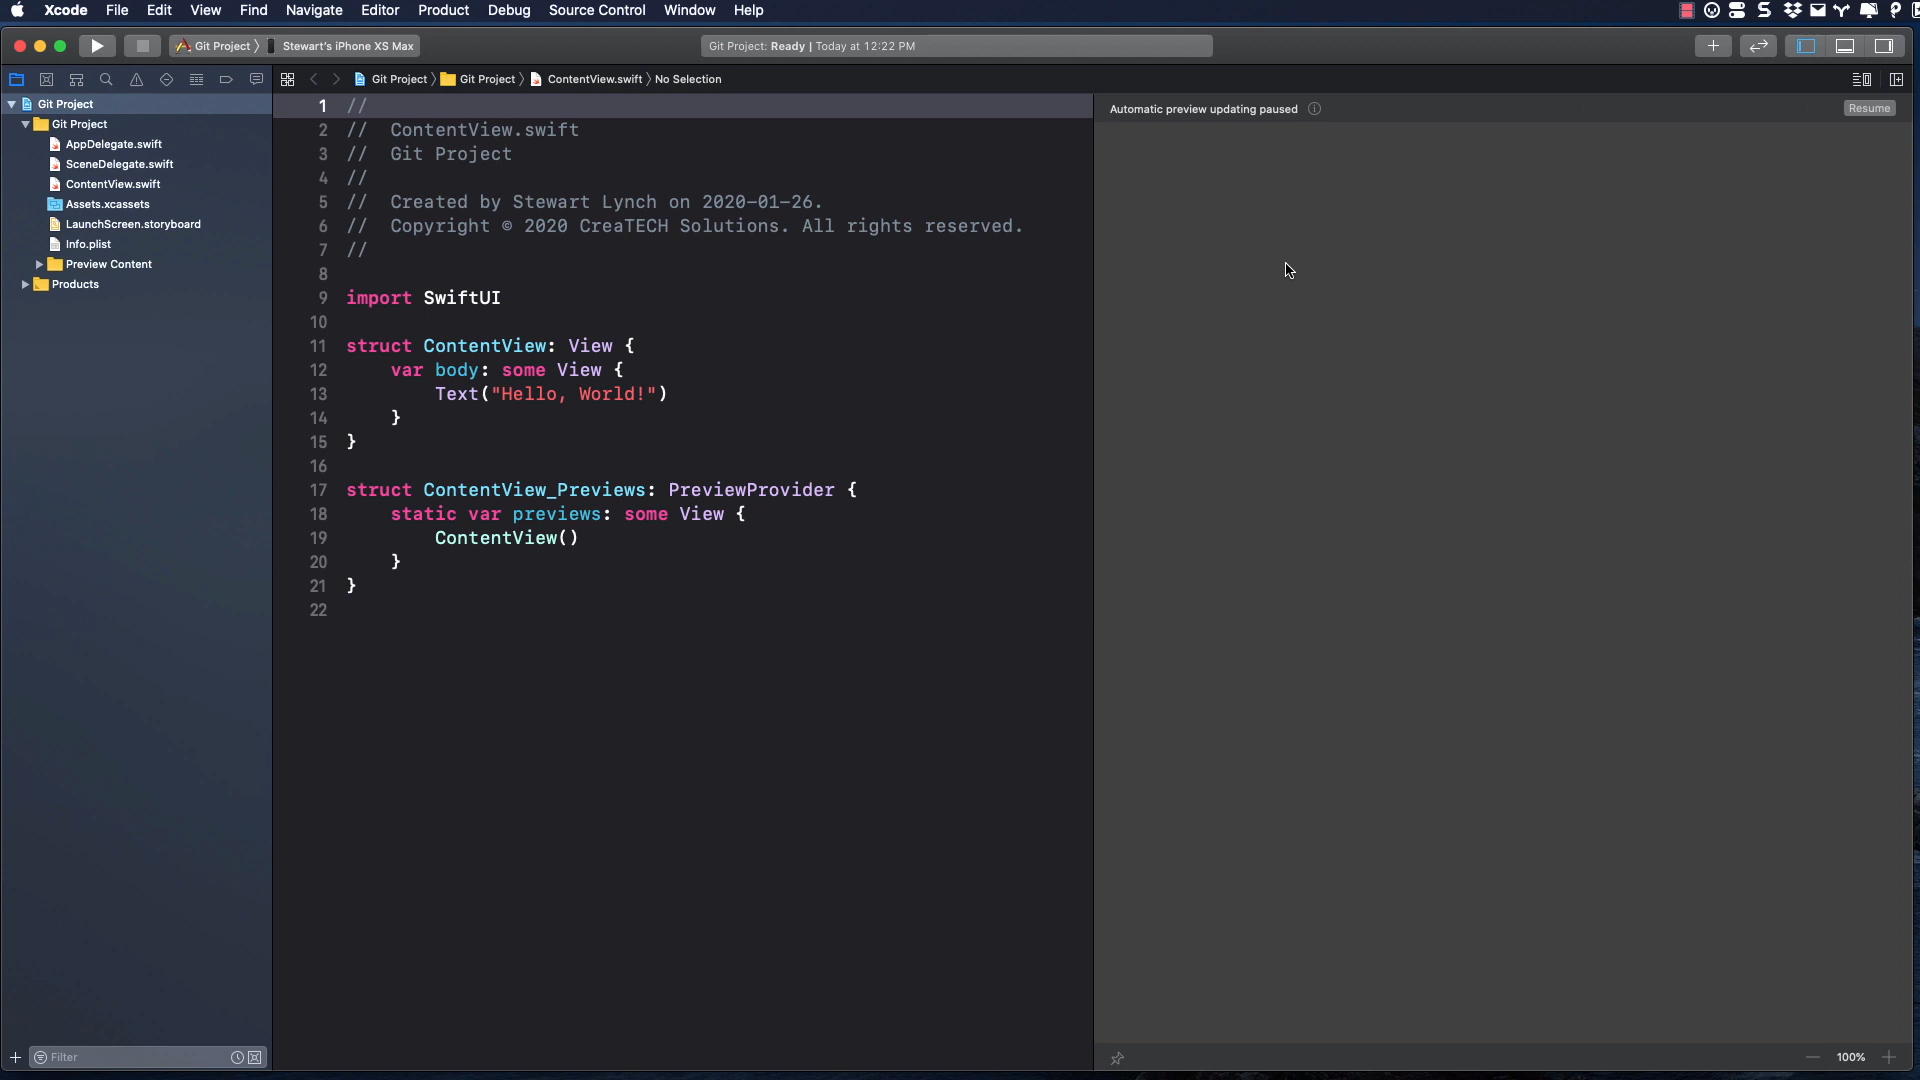 Xcode File Edit View Find Navigate Editor Product Debug Source Control Window Help
Git Project Stewart's iPhone XS Max
Git Project: Ready | Today at 12:22 PM
Git Project Git Project ContentView.swift No Selection
Git Project
Git Project
AppDelegate.swift
SceneDelegate.swift
ContentView.swift
Assets.xcassets
LaunchScreen.storyboard
Info.plist
Preview Content
Products
Filter
1 //
2 //  ContentView.swift
3 //  Git Project
4 //
5 //  Created by Stewart Lynch on 2020-01-26.
6 //  Copyright © 2020 CreaTECH Solutions. All rights reserved.
7 //
8
9 import SwiftUI
10
11 struct ContentView: View {
12     var body: some View {
13         Text("Hello, World!")
14     }
15 }
16
17 struct ContentView_Previews: PreviewProvider {
18     static var previews: some View {
19         ContentView()
20     }
21 }
22
Automatic preview updating paused
Resume
100%